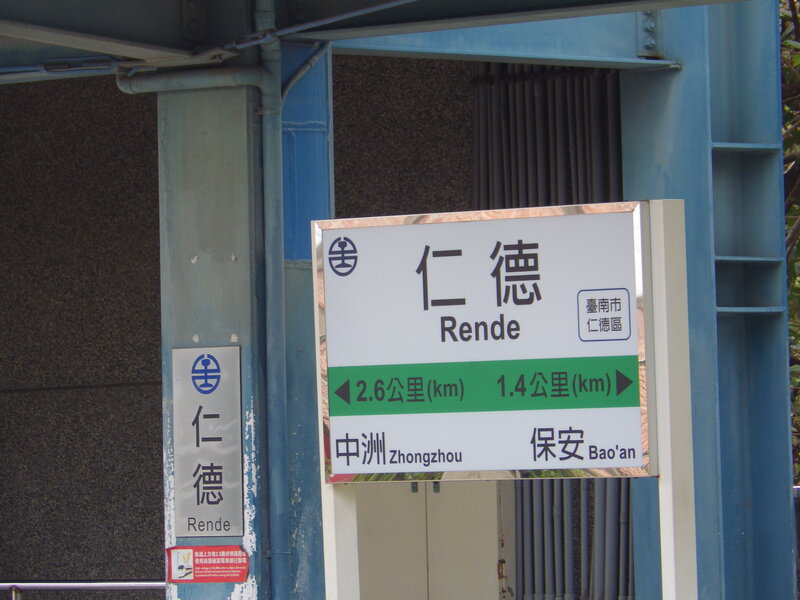 仁德
Rende
臺南市
仁德區
2.6公里(km) 1.4公里(km)
中洲 Zhongzhou 保安 Bao'an
仁德
Rende